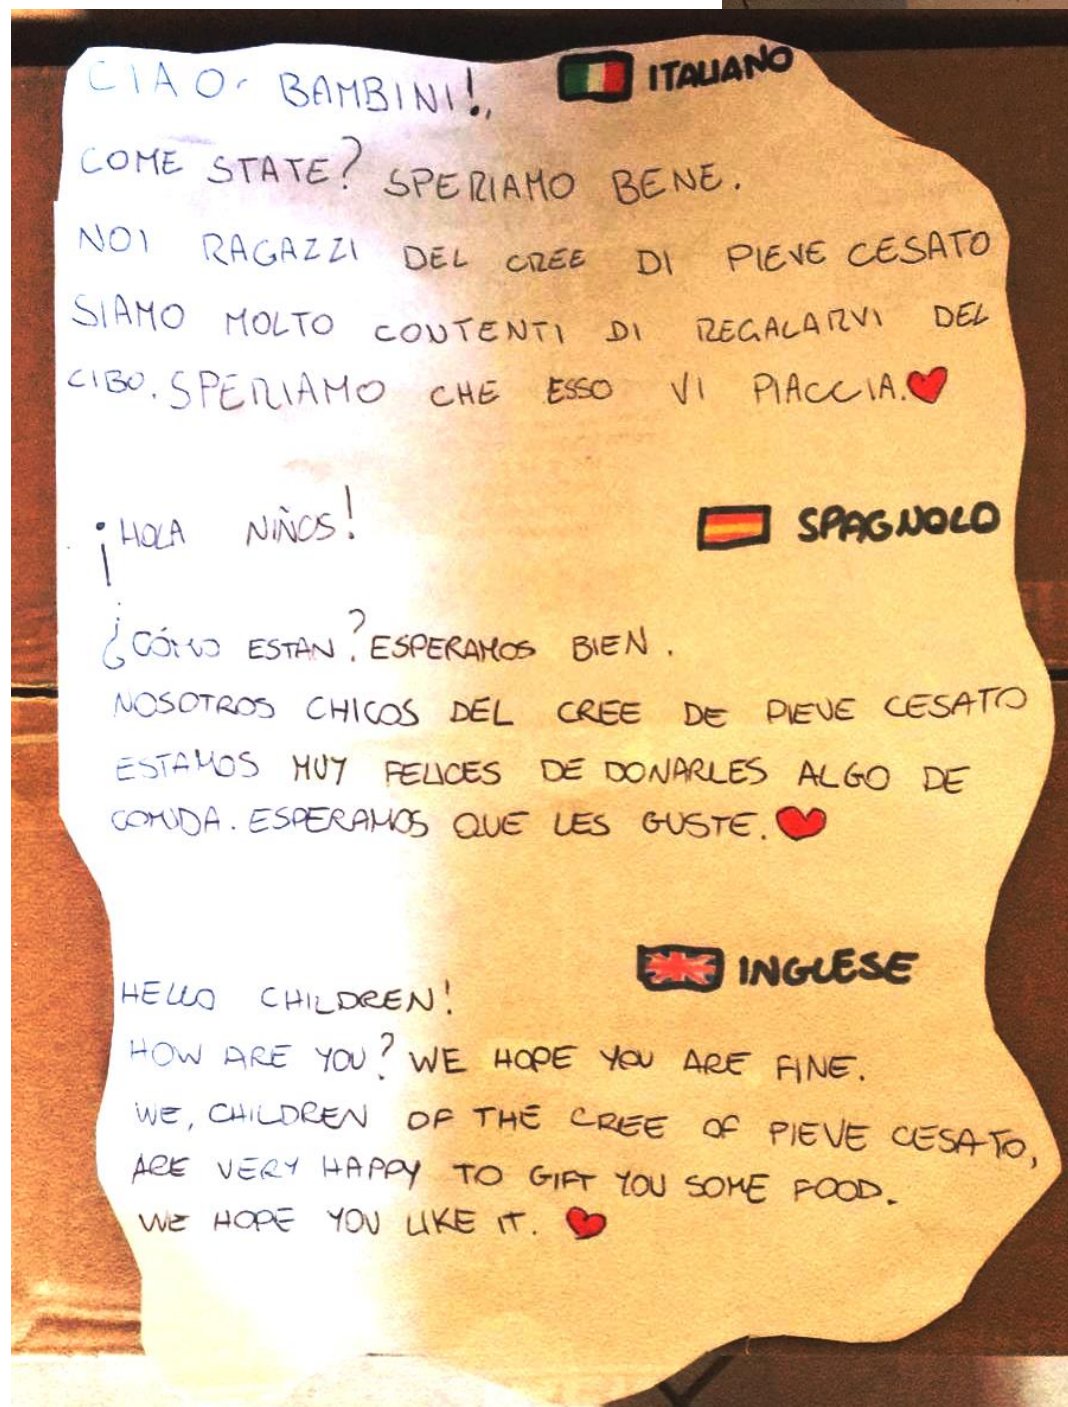 CIAO BAMBINI! ITALIANO
COME STATE? SPERIAMO BENE.
NOI RAGAZZI DEL CREE DI PIEVE CESATO
SIAMO MOLTO CONTENTI DI REGALARVI DEL
CIBO. SPERIAMO CHE ESSO VI PIACCIA.❤
¡HOLA NIÑOS! SPAGNOLO
¿CÓMO ESTAN? ESPERAMOS BIEN.
NOSOTROS CHICOS DEL CREE DE PIEVE CESATO
ESTAMOS MUY FELICES DE DONARLES ALGO DE
COMIDA. ESPERAMOS QUE LES GUSTE.❤
INGLESE
HELLO CHILDREN!
HOW ARE YOU? WE HOPE YOU ARE FINE.
WE, CHILDREN OF THE CREE OF PIEVE CESATO,
ARE VERY HAPPY TO GIFT YOU SOME FOOD.
WE HOPE YOU LIKE IT. ❤